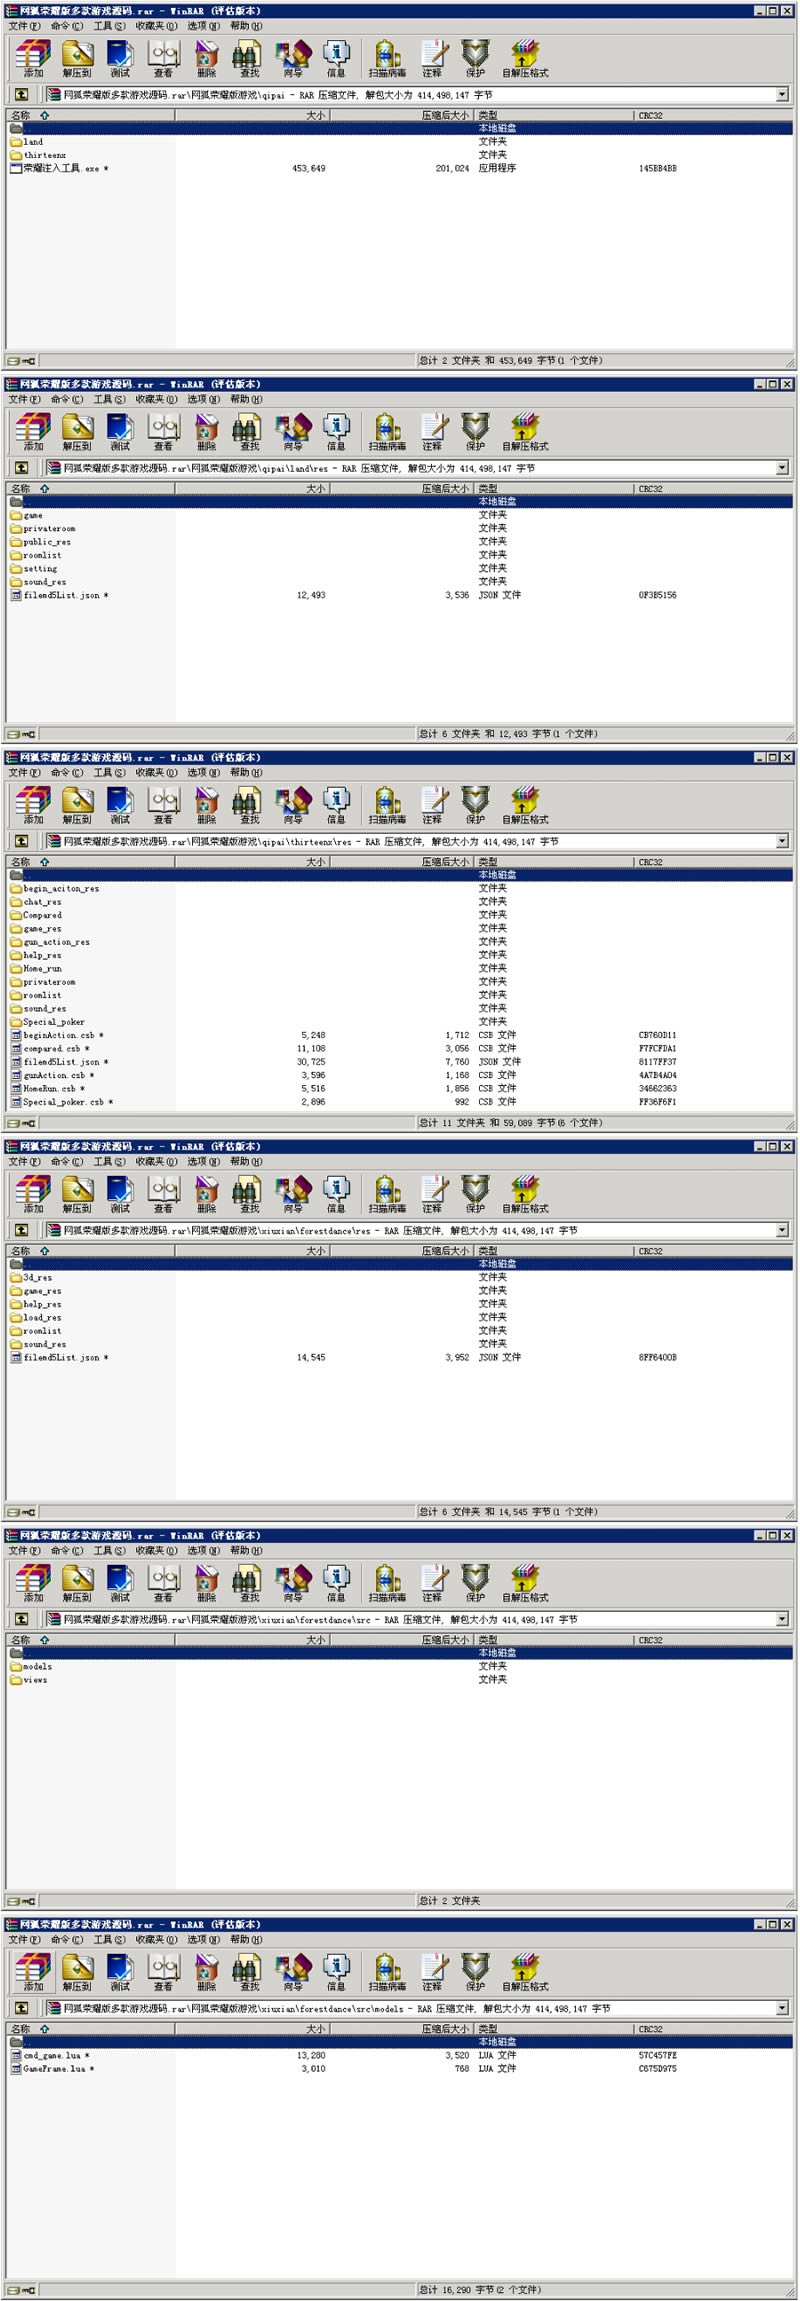 网狐荣耀版多款游戏源码.rar - WinRAR (评估版本)
文件(F) 命令(C) 工具(S) 收藏夹(O) 选项(N) 帮助(H)
添加 解压到 测试 查看 删除 查找 向导 信息 扫描病毒 注释 保护 自解压格式
网狐荣耀版多款游戏源码.rar\网狐荣耀版游戏\qipai - RAR 压缩文件, 解包大小为 414,498,147 字节
名称 大小 压缩后大小 类型 CRC32
.. 本地磁盘
land 文件夹
thirteenx 文件夹
荣耀注入工具.exe * 453,649 201,024 应用程序 145BB4BB
总计 2 文件夹 和 453,649 字节(1 个文件)
网狐荣耀版多款游戏源码.rar - WinRAR (评估版本)
文件(F) 命令(C) 工具(S) 收藏夹(O) 选项(N) 帮助(H)
添加 解压到 测试 查看 删除 查找 向导 信息 扫描病毒 注释 保护 自解压格式
网狐荣耀版多款游戏源码.rar\网狐荣耀版游戏\qipai\land\res - RAR 压缩文件, 解包大小为 414,498,147 字节
名称 大小 压缩后大小 类型 CRC32
.. 本地磁盘
game 文件夹
privateroom 文件夹
public_res 文件夹
roomlist 文件夹
setting 文件夹
sound_res 文件夹
filemd5List.json * 12,493 3,536 JSON 文件 0F3B5156
总计 6 文件夹 和 12,493 字节(1 个文件)
网狐荣耀版多款游戏源码.rar - WinRAR (评估版本)
文件(F) 命令(C) 工具(S) 收藏夹(O) 选项(N) 帮助(H)
添加 解压到 测试 查看 删除 查找 向导 信息 扫描病毒 注释 保护 自解压格式
网狐荣耀版多款游戏源码.rar\网狐荣耀版游戏\qipai\thirteenx\res - RAR 压缩文件, 解包大小为 414,498,147 字节
名称 大小 压缩后大小 类型 CRC32
.. 本地磁盘
begin_aciton_res 文件夹
chat_res 文件夹
Compared 文件夹
game_res 文件夹
gun_action_res 文件夹
help_res 文件夹
Home_run 文件夹
privateroom 文件夹
roomlist 文件夹
sound_res 文件夹
Special_poker 文件夹
beginAction.csb * 5,248 1,712 CSB 文件 CB760D11
compared.csb * 11,108 3,056 CSB 文件 F7FCFDA1
filemd5List.json * 30,725 7,760 JSON 文件 8117FF37
gunAction.csb * 3,596 1,168 CSB 文件 4A7B4A04
HomeRun.csb * 5,516 1,856 CSB 文件 34662363
Special_poker.csb * 2,896 992 CSB 文件 FF36F6F1
总计 11 文件夹 和 59,089 字节(6 个文件)
网狐荣耀版多款游戏源码.rar - WinRAR (评估版本)
文件(F) 命令(C) 工具(S) 收藏夹(O) 选项(N) 帮助(H)
添加 解压到 测试 查看 删除 查找 向导 信息 扫描病毒 注释 保护 自解压格式
网狐荣耀版多款游戏源码.rar\网狐荣耀版游戏\xiuxian\forestdance\res - RAR 压缩文件, 解包大小为 414,498,147 字节
名称 大小 压缩后大小 类型 CRC32
.. 本地磁盘
3d_res 文件夹
game_res 文件夹
help_res 文件夹
load_res 文件夹
roomlist 文件夹
sound_res 文件夹
filemd5List.json * 14,545 3,952 JSON 文件 8FF6400B
总计 6 文件夹 和 14,545 字节(1 个文件)
网狐荣耀版多款游戏源码.rar - WinRAR (评估版本)
文件(F) 命令(C) 工具(S) 收藏夹(O) 选项(N) 帮助(H)
添加 解压到 测试 查看 删除 查找 向导 信息 扫描病毒 注释 保护 自解压格式
网狐荣耀版多款游戏源码.rar\网狐荣耀版游戏\xiuxian\forestdance\src - RAR 压缩文件, 解包大小为 414,498,147 字节
名称 大小 压缩后大小 类型 CRC32
.. 本地磁盘
models 文件夹
views 文件夹
总计 2 文件夹
网狐荣耀版多款游戏源码.rar - WinRAR (评估版本)
文件(F) 命令(C) 工具(S) 收藏夹(O) 选项(N) 帮助(H)
添加 解压到 测试 查看 删除 查找 向导 信息 扫描病毒 注释 保护 自解压格式
网狐荣耀版多款游戏源码.rar\网狐荣耀版游戏\xiuxian\forestdance\src\models - RAR 压缩文件, 解包大小为 414,498,147 字节
名称 大小 压缩后大小 类型 CRC32
.. 本地磁盘
cmd_game.lua * 13,280 3,520 LUA 文件 57C457FE
GameFrame.lua * 3,010 768 LUA 文件 C675D975
总计 16,290 字节(2 个文件)